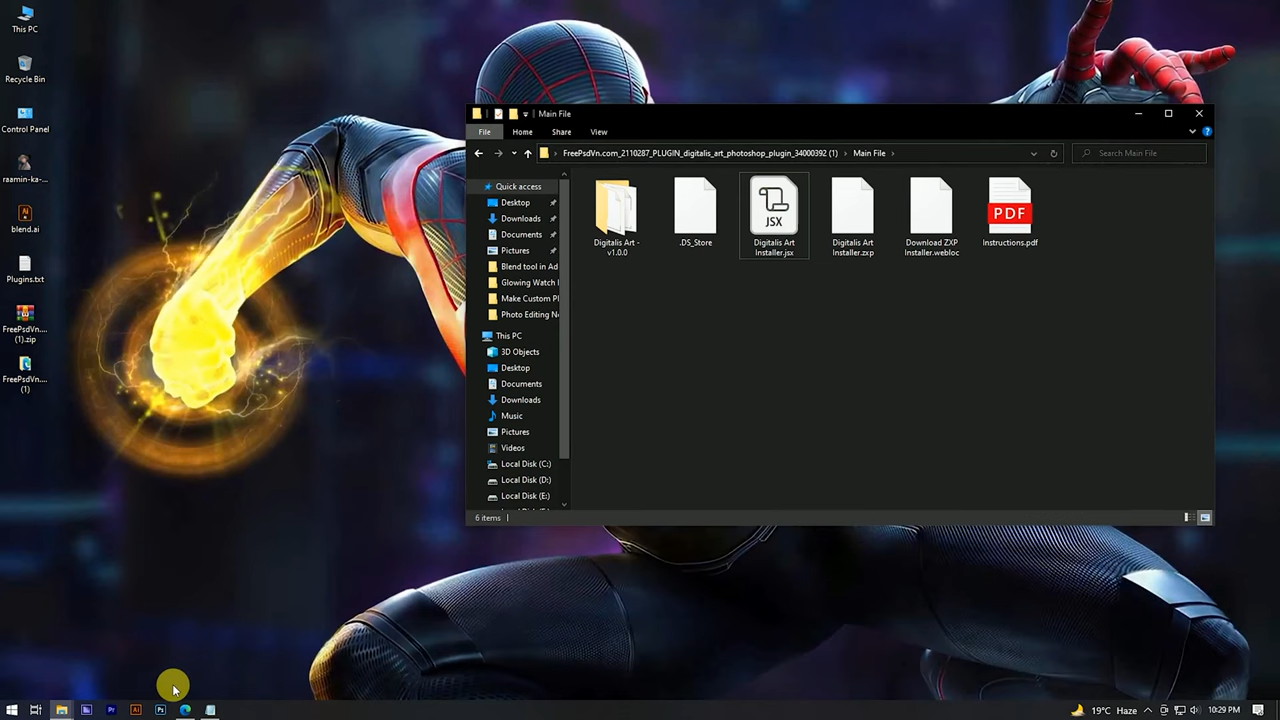 This PC
Recycle Bin
Control Panel
raamin-ka-...
Ai
blend.ai
Plugins.txt
FreePsdVn....
(1).zip
FreePsdVn....
(1)
Main File
File
Home
Share
View
FreePsdVn.com_2110287_PLUGIN_digitalis_art_photoshop_plugin_34000392 (1)
Main File
Search Main File
Quick access
Desktop
Downloads
Documents
Pictures
Blend tool in Ad
Glowing Watch
Make Custom P
Photo Editing N
This PC
3D Objects
Desktop
Documents
Downloads
Music
Pictures
Videos
Local Disk (C:)
Local Disk (D:)
Local Disk (E:)
Digitalis Art -
v1.0.0
.DS_Store
JSX
Digitalis Art
Installer.jsx
Digitalis Art
Installer.zxp
Download ZXP
Installer.webloc
PDF
Instructions.pdf
6 items
Pr
Ai
Ps
19°C Haze
10:29 PM